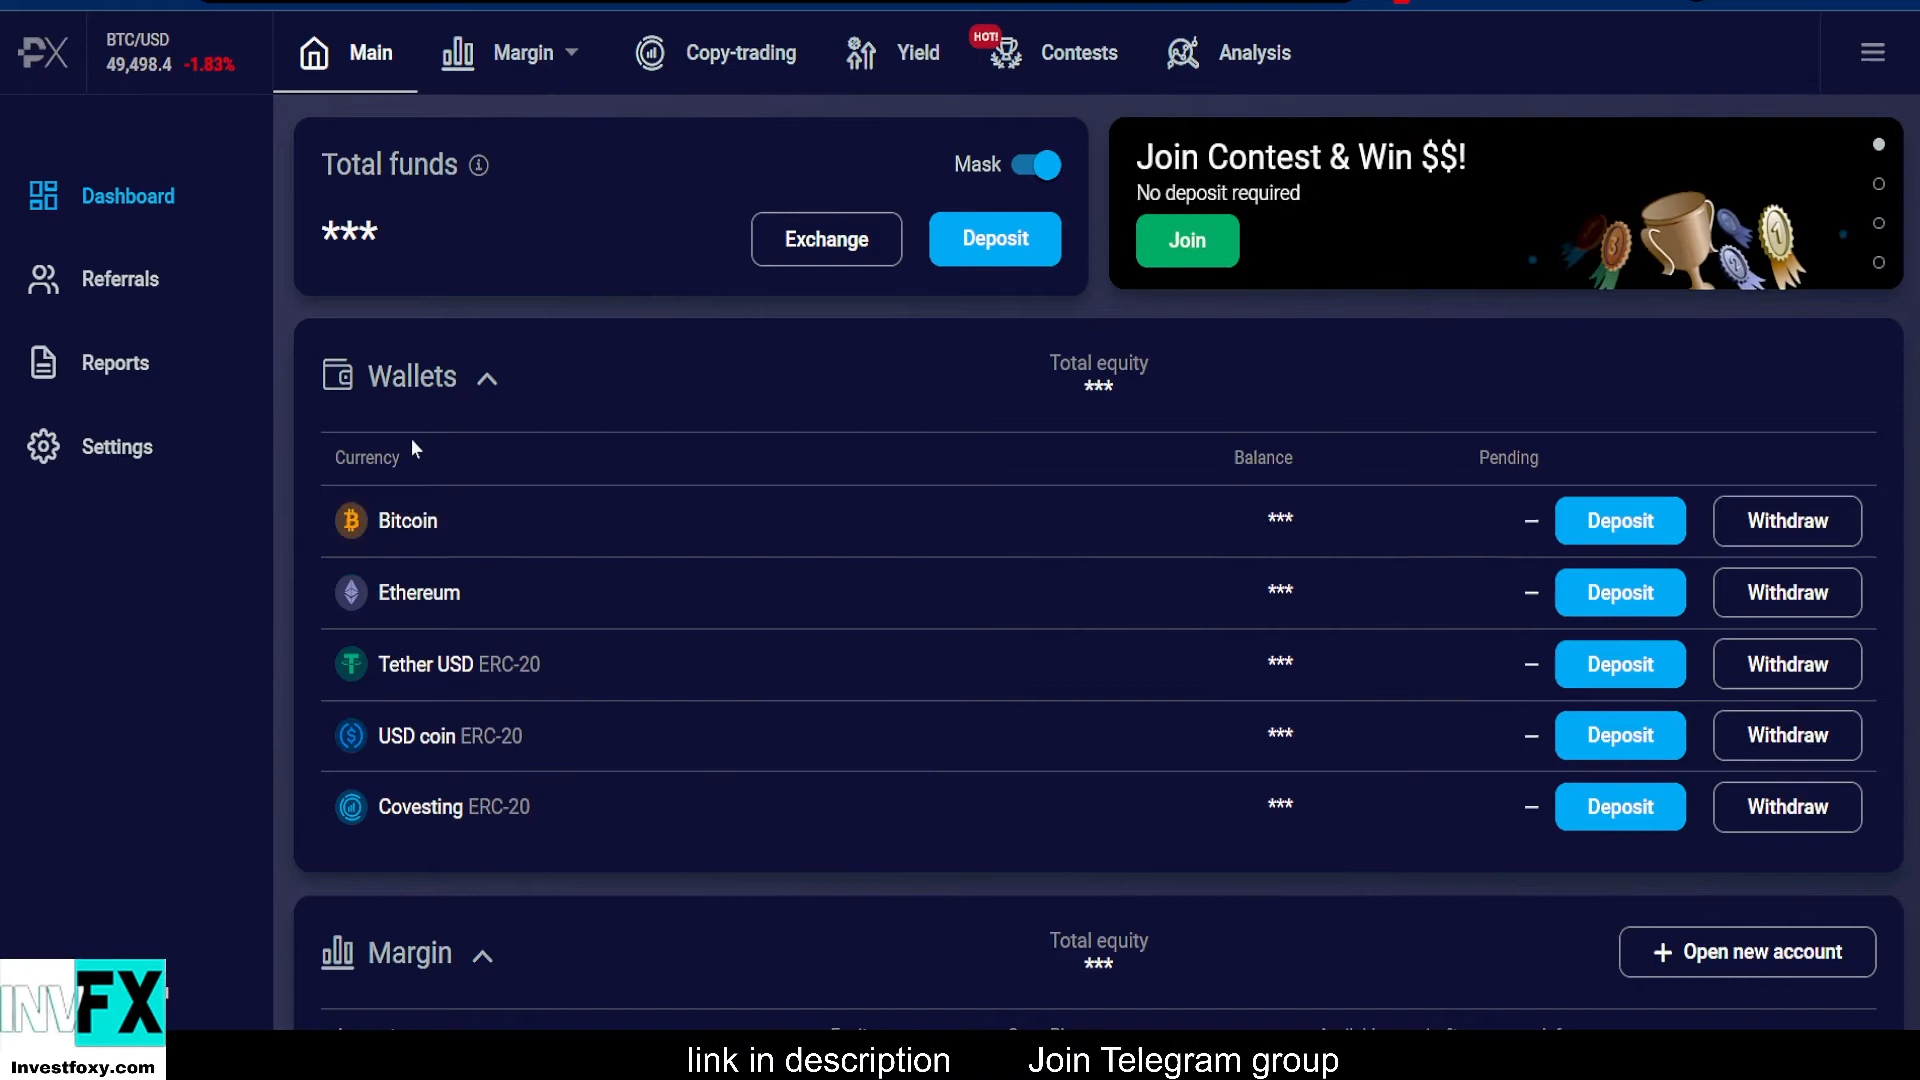 PX
BTC/USD
49,498.4 -1.83%
Main
Margin
Copy-trading
Yield
HOT!
Contests
Analysis
Dashboard
Referrals
Reports
Settings
Total funds
Mask
***
Exchange
Deposit
Join Contest & Win $$!
No deposit required
Join
Wallets
Total equity
***
Currency
Balance
Pending
Bitcoin *** – Deposit Withdraw
Ethereum *** – Deposit Withdraw
Tether USD ERC-20 *** – Deposit Withdraw
USD coin ERC-20 *** – Deposit Withdraw
Covesting ERC-20 *** – Deposit Withdraw
Margin
Total equity
***
+ Open new account
INVFX
Investfoxy.com
link in description
Join Telegram group